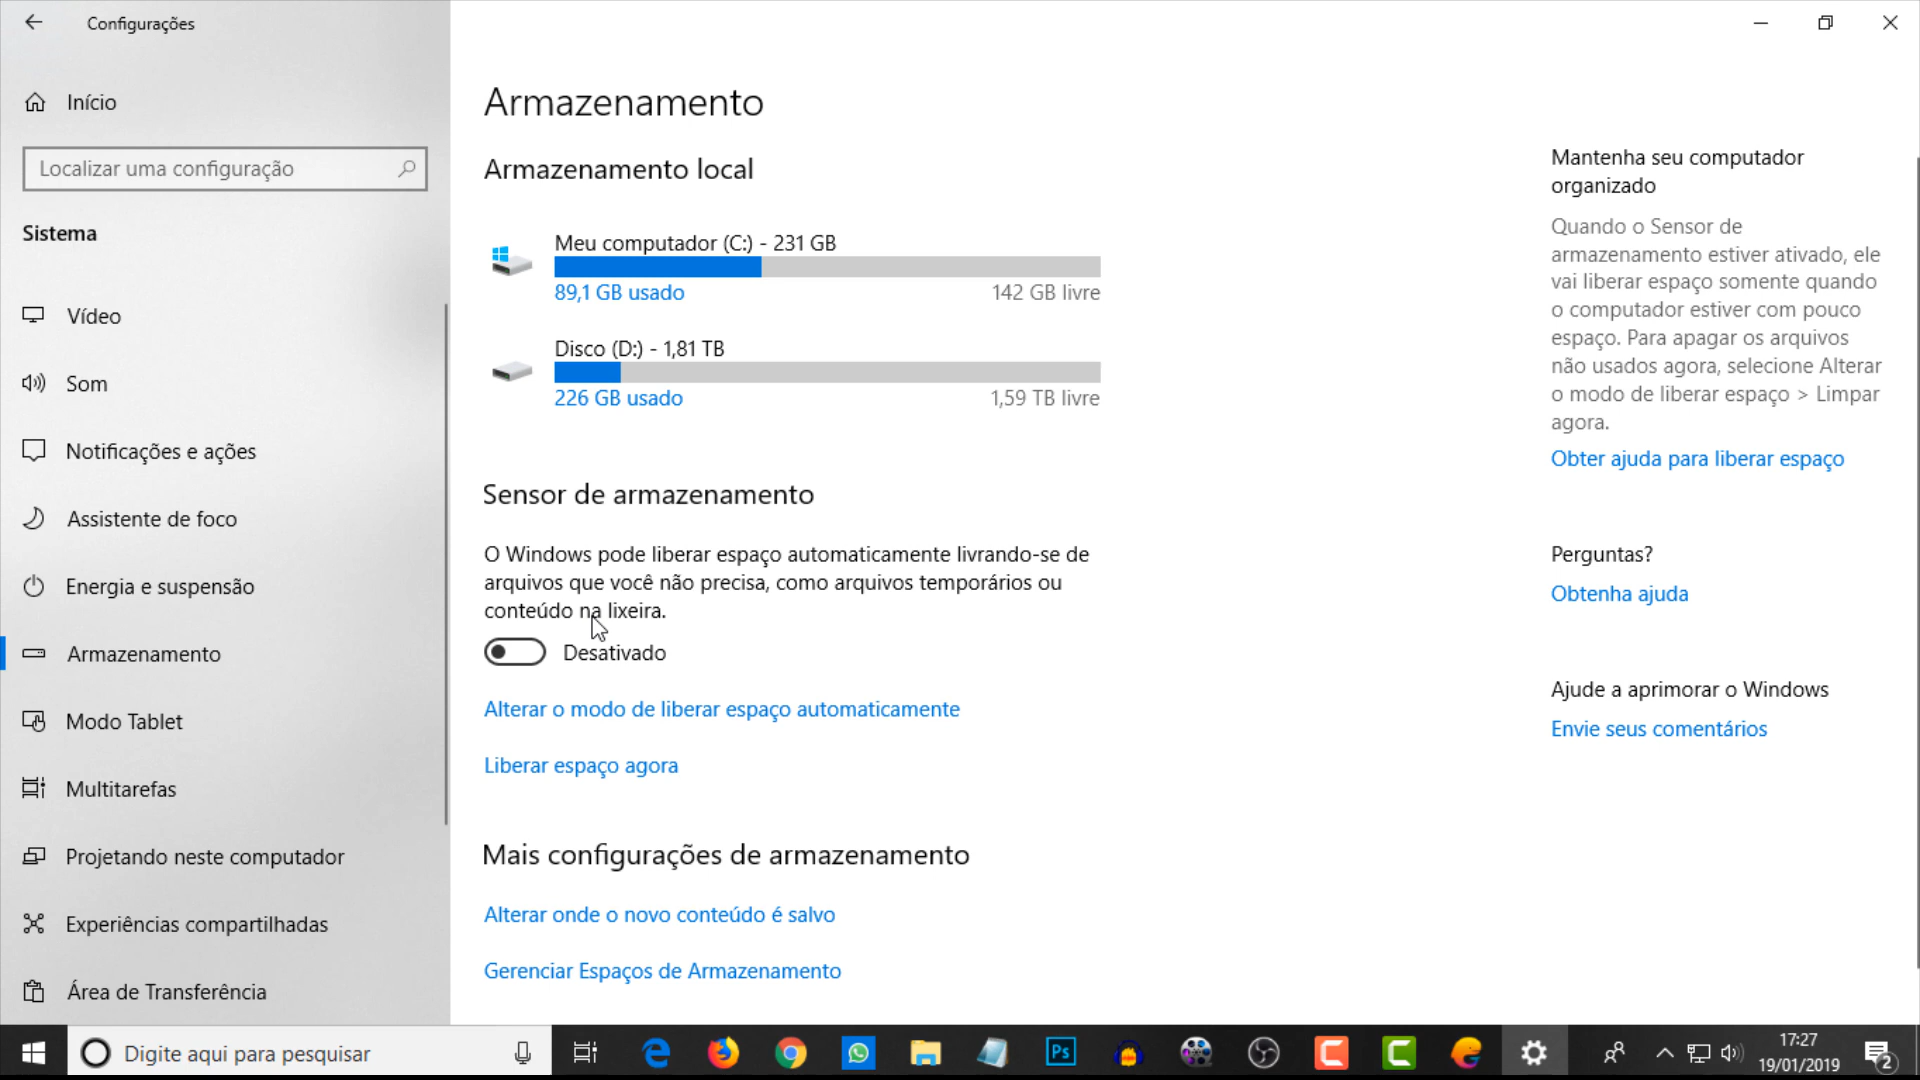 Configurações
Início
Localizar uma configuração
Sistema
Vídeo
Som
Notificações e ações
Assistente de foco
Energia e suspensão
Armazenamento
Modo Tablet
Multitarefas
Projetando neste computador
Experiências compartilhadas
Área de Transferência
Armazenamento
Armazenamento local
Meu computador (C:) - 231 GB
89,1 GB usado
142 GB livre
Disco (D:) - 1,81 TB
226 GB usado
1,59 TB livre
Sensor de armazenamento
O Windows pode liberar espaço automaticamente livrando-se de
arquivos que você não precisa, como arquivos temporários ou
conteúdo na lixeira.
Desativado
Alterar o modo de liberar espaço automaticamente
Liberar espaço agora
Mais configurações de armazenamento
Alterar onde o novo conteúdo é salvo
Gerenciar Espaços de Armazenamento
Mantenha seu computador
organizado
Quando o Sensor de
armazenamento estiver ativado, ele
vai liberar espaço somente quando
o computador estiver com pouco
espaço. Para apagar os arquivos
não usados agora, selecione Alterar
o modo de liberar espaço > Limpar
agora.
Obter ajuda para liberar espaço
Perguntas?
Obtenha ajuda
Ajude a aprimorar o Windows
Envie seus comentários
Digite aqui para pesquisar
Ps
17:27
19/01/2019
2